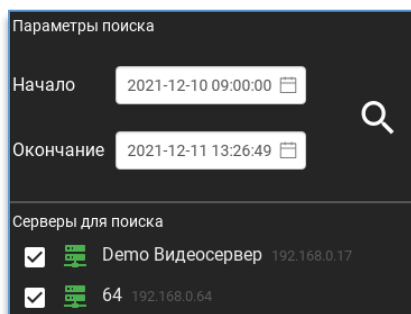 Параметры поиска
Начало 2021-12-10 09:00:00
Окончание 2021-12-11 13:26:49
Серверы для поиска
Demo Видеосервер 192.168.0.17
64 192.168.0.64